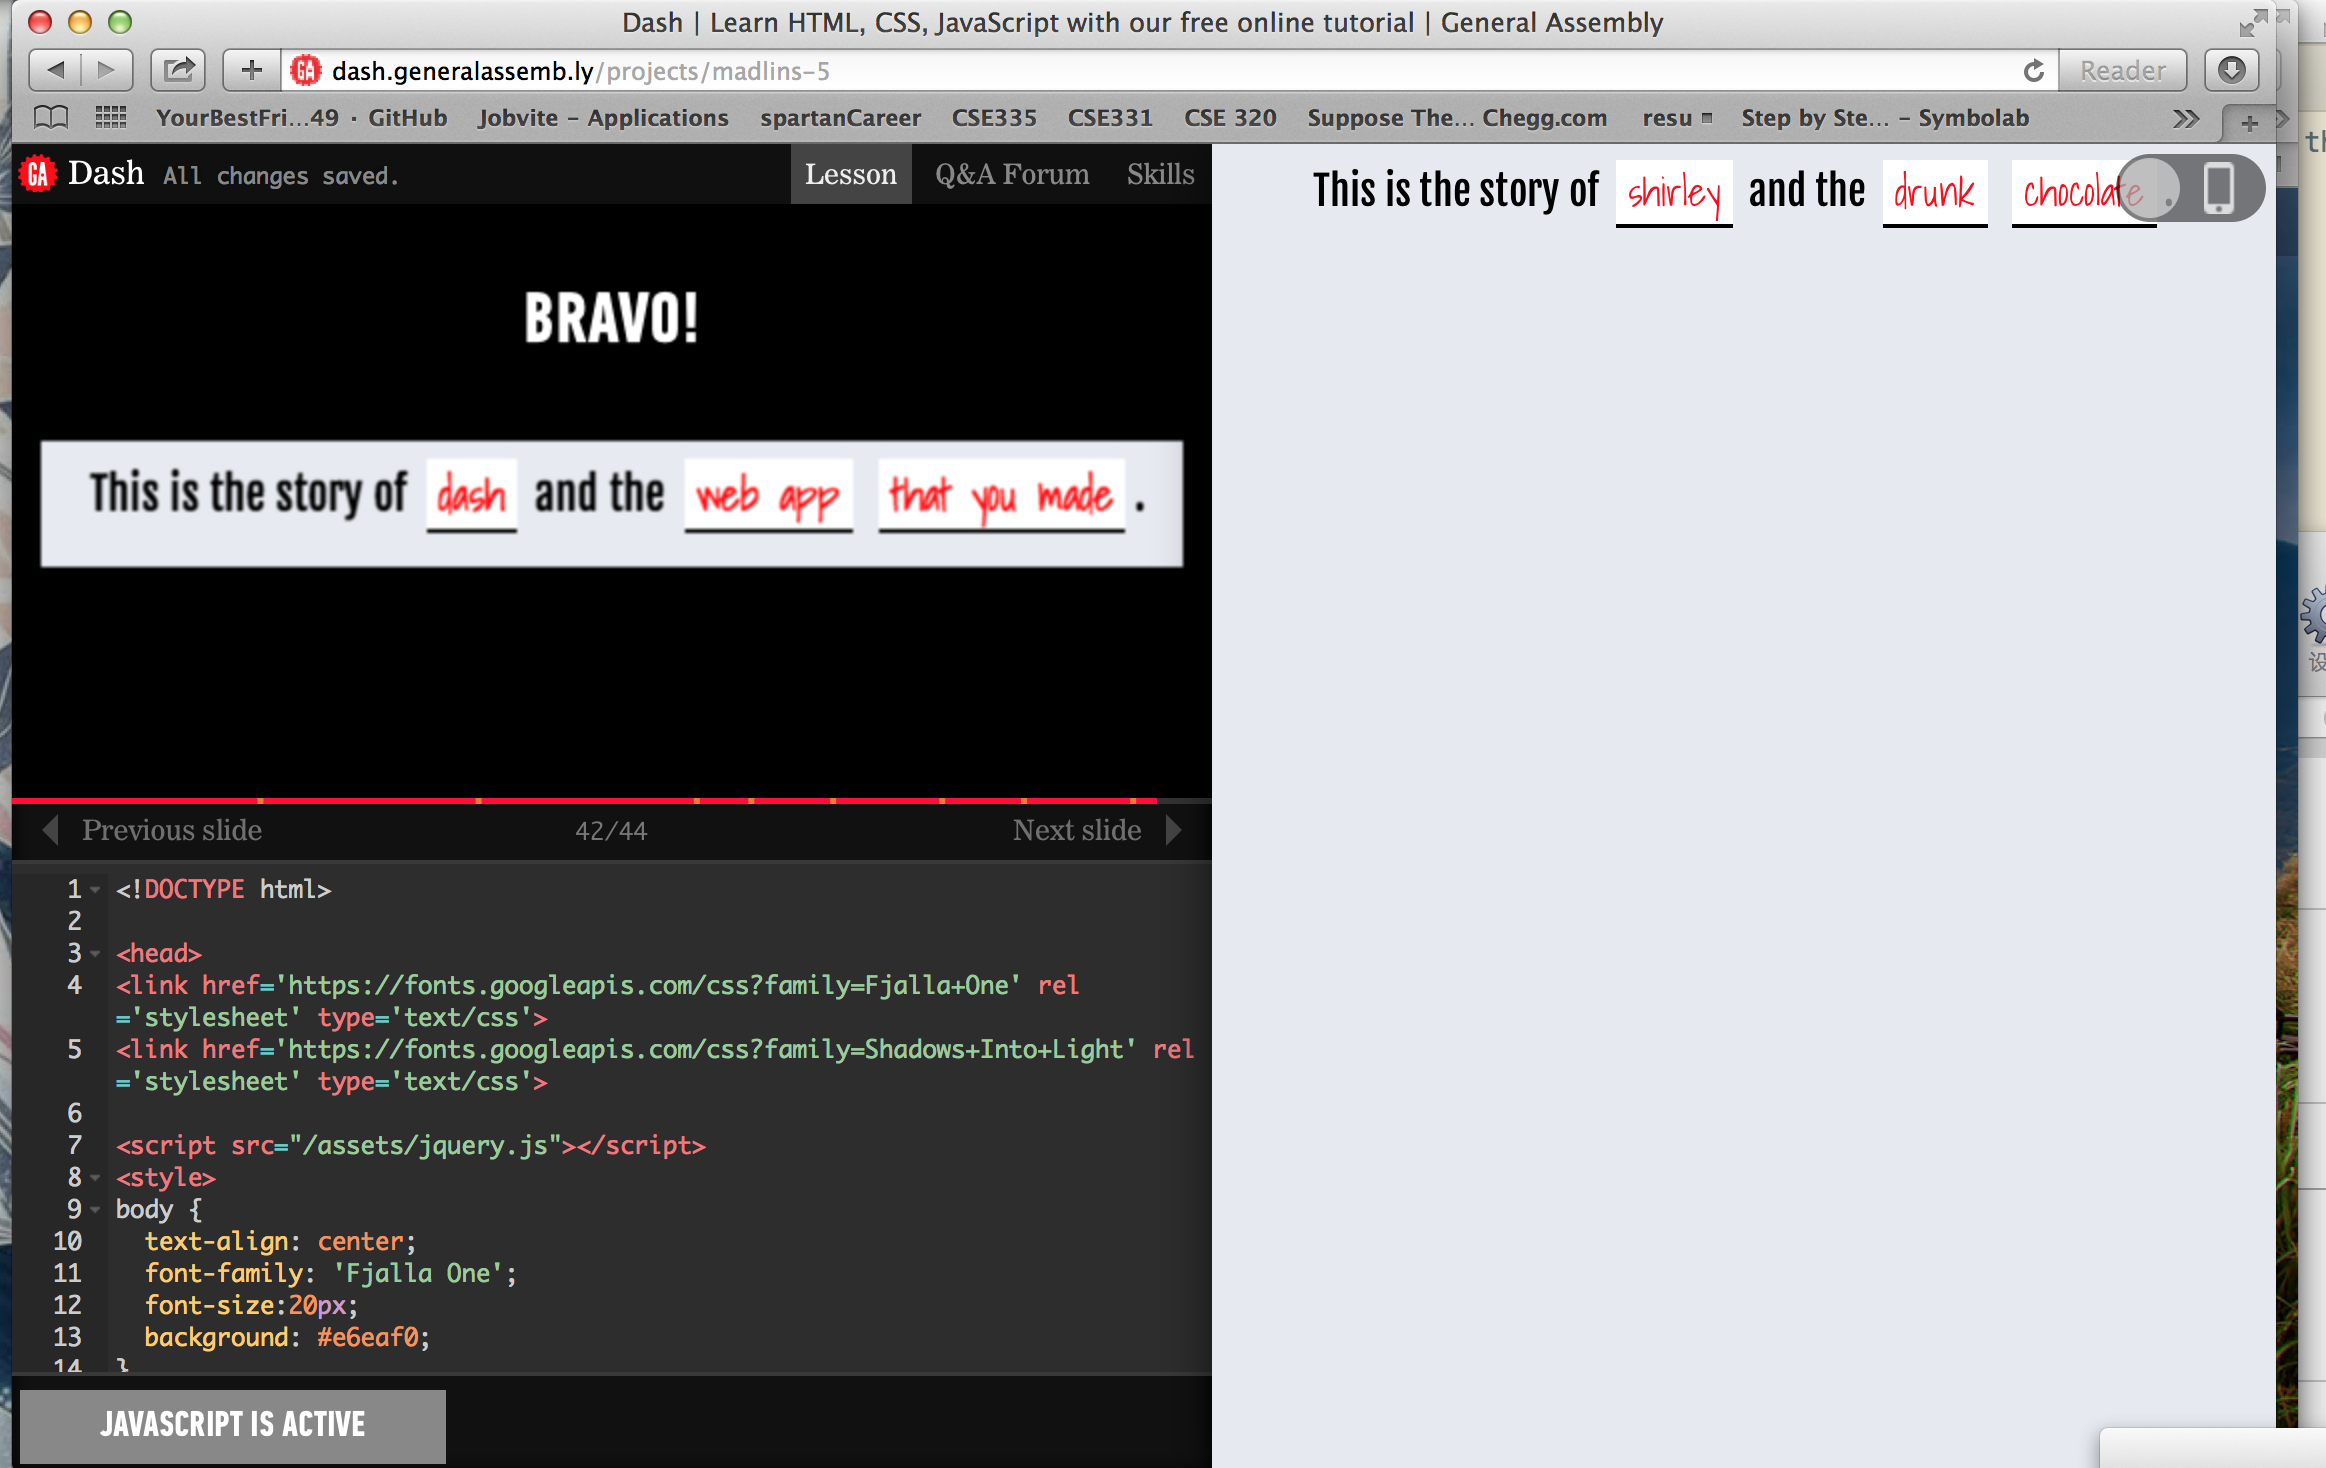 Dash | Learn HTML, CSS, JavaScript with our free online tutorial | General Assembly
dash.generalassemb.ly/projects/madlins-5
Reader
YourBestFri...49 · GitHub Jobvite – Applications spartanCareer CSE335 CSE331 CSE 320 Suppose The... Chegg.com resu Step by Ste... – Symbolab
GA Dash All changes saved. Lesson Q&A Forum Skills
BRAVO!
This is the story of dash and the web app that you made .
Previous slide 42/44 Next slide
1 <!DOCTYPE html>
2
3 <head>
4 <link href='https://fonts.googleapis.com/css?family=Fjalla+One' rel
='stylesheet' type='text/css'>
5 <link href='https://fonts.googleapis.com/css?family=Shadows+Into+Light' rel
='stylesheet' type='text/css'>
6
7 <script src="/assets/jquery.js"></script>
8 <style>
9 body {
10 text-align: center;
11 font-family: 'Fjalla One';
12 font-size:20px;
13 background: #e6eaf0;
14 }
JAVASCRIPT IS ACTIVE
This is the story of shirley and the drunk chocolate .